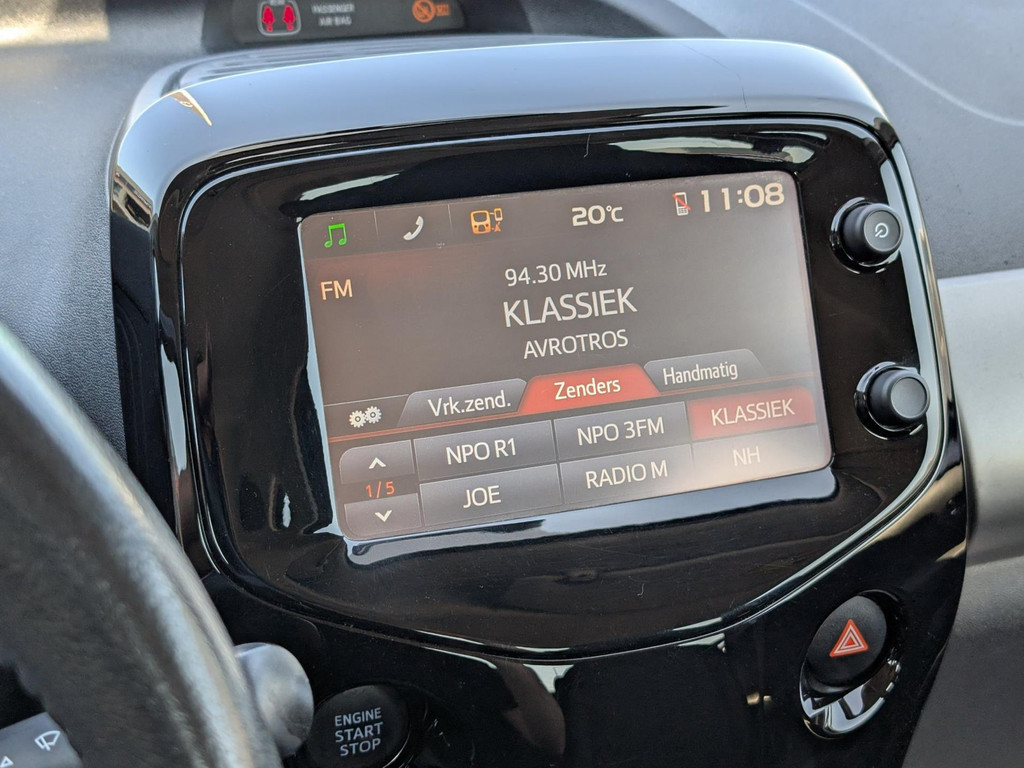 PASSENGER
AIR BAG
20°C
11:08
FM
94.30 MHz
KLASSIEK
AVROTROS
Vrk.zend.
Zenders
Handmatig
NPO R1
NPO 3FM
KLASSIEK
1/5
JOE
RADIO M
NH
ENGINE
START
STOP